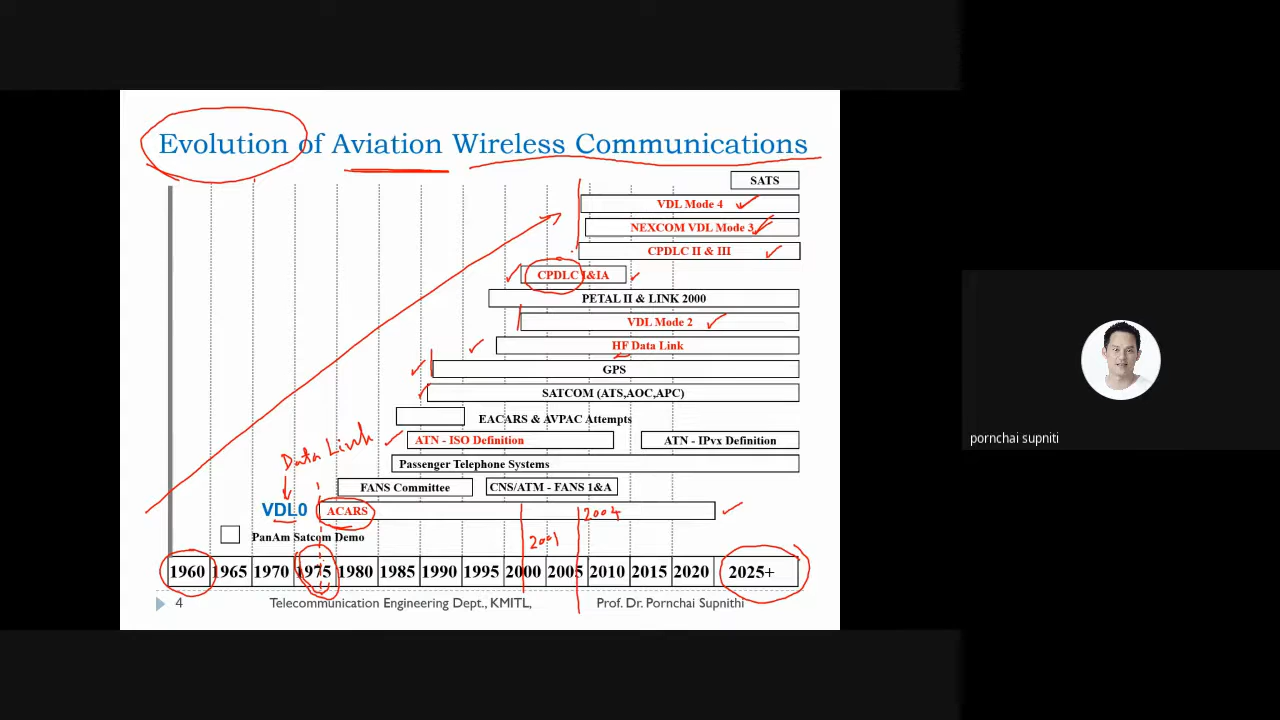 Evolution of Aviation Wireless Communications
SATS
VDL Mode 4
NEXCOM VDL Mode 3
CPDLC II & III
CPDLC I&IA
PETAL II & LINK 2000
VDL Mode 2
HF Data Link
GPS
SATCOM (ATS,AOC,APC)
EACARS & AVPAC Attempts
Data Link
ATN - ISO Definition
ATN - IPvx Definition
Passenger Telephone Systems
FANS Committee
CNS/ATM - FANS 1&A
VDL0
ACARS
2004
PanAm Satcom Demo
2001
1960 1965 1970 1975 1980 1985 1990 1995 2000 2005 2010 2015 2020 2025+
4 Telecommunication Engineering Dept., KMITL, Prof. Dr. Pornchai Supnithi
pornchai supniti